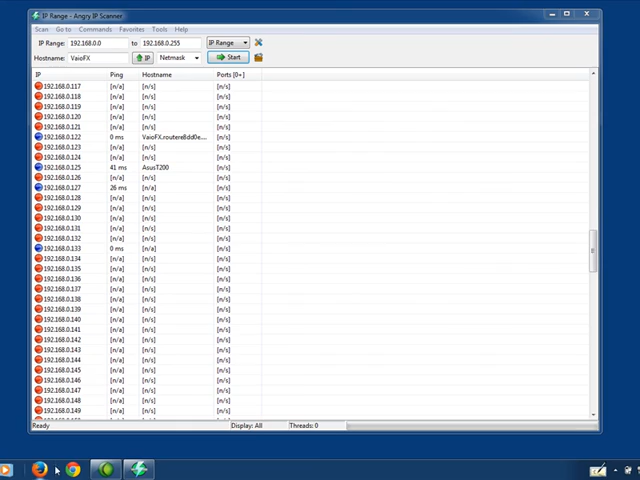 IP Range - Angry IP Scanner
Scan Go to Commands Favorites Tools Help
IP Range: 192.168.0.0 to 192.168.0.255 IP Range
Hostname: VaioFX IP Netmask Start
IP Ping Hostname Ports [0+]
192.168.0.117 [n/a] [n/s] [n/s]
192.168.0.118 [n/a] [n/s] [n/s]
192.168.0.119 [n/a] [n/s] [n/s]
192.168.0.120 [n/a] [n/s] [n/s]
192.168.0.121 [n/a] [n/s] [n/s]
192.168.0.122 0 ms VaioFX.routere8dd0e.... [n/s]
192.168.0.123 [n/a] [n/s] [n/s]
192.168.0.124 [n/a] [n/s] [n/s]
192.168.0.125 41 ms AsusT200 [n/s]
192.168.0.126 [n/a] [n/s] [n/s]
192.168.0.127 26 ms [n/a] [n/s]
192.168.0.128 [n/a] [n/s] [n/s]
192.168.0.129 [n/a] [n/s] [n/s]
192.168.0.130 [n/a] [n/s] [n/s]
192.168.0.131 [n/a] [n/s] [n/s]
192.168.0.132 [n/a] [n/s] [n/s]
192.168.0.133 0 ms [n/a] [n/s]
192.168.0.134 [n/a] [n/s] [n/s]
192.168.0.135 [n/a] [n/s] [n/s]
192.168.0.136 [n/a] [n/s] [n/s]
192.168.0.137 [n/a] [n/s] [n/s]
192.168.0.138 [n/a] [n/s] [n/s]
192.168.0.139 [n/a] [n/s] [n/s]
192.168.0.140 [n/a] [n/s] [n/s]
192.168.0.141 [n/a] [n/s] [n/s]
192.168.0.142 [n/a] [n/s] [n/s]
192.168.0.143 [n/a] [n/s] [n/s]
192.168.0.144 [n/a] [n/s] [n/s]
192.168.0.145 [n/a] [n/s] [n/s]
192.168.0.146 [n/a] [n/s] [n/s]
192.168.0.147 [n/a] [n/s] [n/s]
192.168.0.148 [n/a] [n/s] [n/s]
192.168.0.149 [n/a] [n/s] [n/s]
Ready Display: All Threads: 0